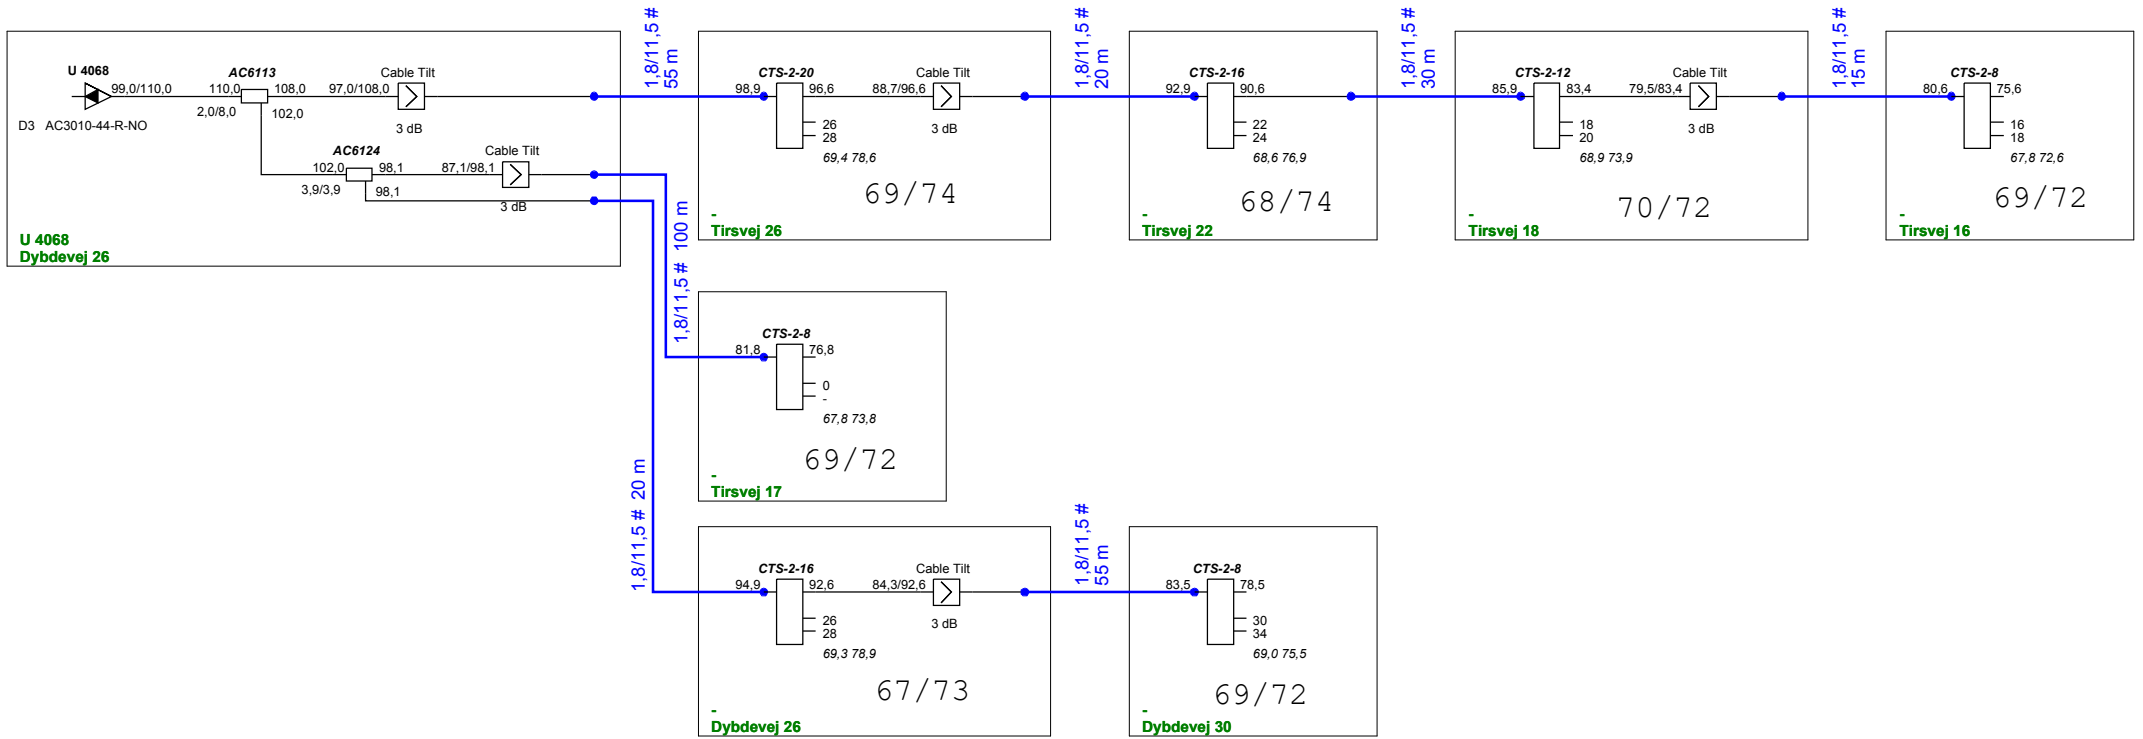 U 4068
99,0/110,0
D3 AC3010-44-R-NO
AC6113
110,0
108,0
2,0/8,0
102,0
97,0/108,0
Cable Tilt
3 dB
AC6124
102,0
98,1
3,9/3,9
98,1
87,1/98,1
Cable Tilt
3 dB
U 4068
Dybdevej 26
1,8/11,5 #
55 m
CTS-2-20
98,9
96,6
26
28
69,4 78,6
88,7/96,6
Cable Tilt
3 dB
69/74
-
Tirsvej 26
1,8/11,5 #
20 m
CTS-2-16
92,9
90,6
22
24
68,6 76,9
68/74
-
Tirsvej 22
1,8/11,5 #
30 m
CTS-2-12
85,9
83,4
18
20
68,9 73,9
79,5/83,4
Cable Tilt
3 dB
70/72
-
Tirsvej 18
1,8/11,5 #
15 m
CTS-2-8
80,6
75,6
16
18
67,8 72,6
69/72
-
Tirsvej 16
1,8/11,5 # 100 m
CTS-2-8
81,8
76,8
0
-
67,8 73,8
69/72
-
Tirsvej 17
1,8/11,5 # 20 m
CTS-2-16
94,9
92,6
26
28
69,3 78,9
84,3/92,6
Cable Tilt
3 dB
67/73
-
Dybdevej 26
1,8/11,5 #
55 m
CTS-2-8
83,5
78,5
30
34
69,0 75,5
69/72
-
Dybdevej 30